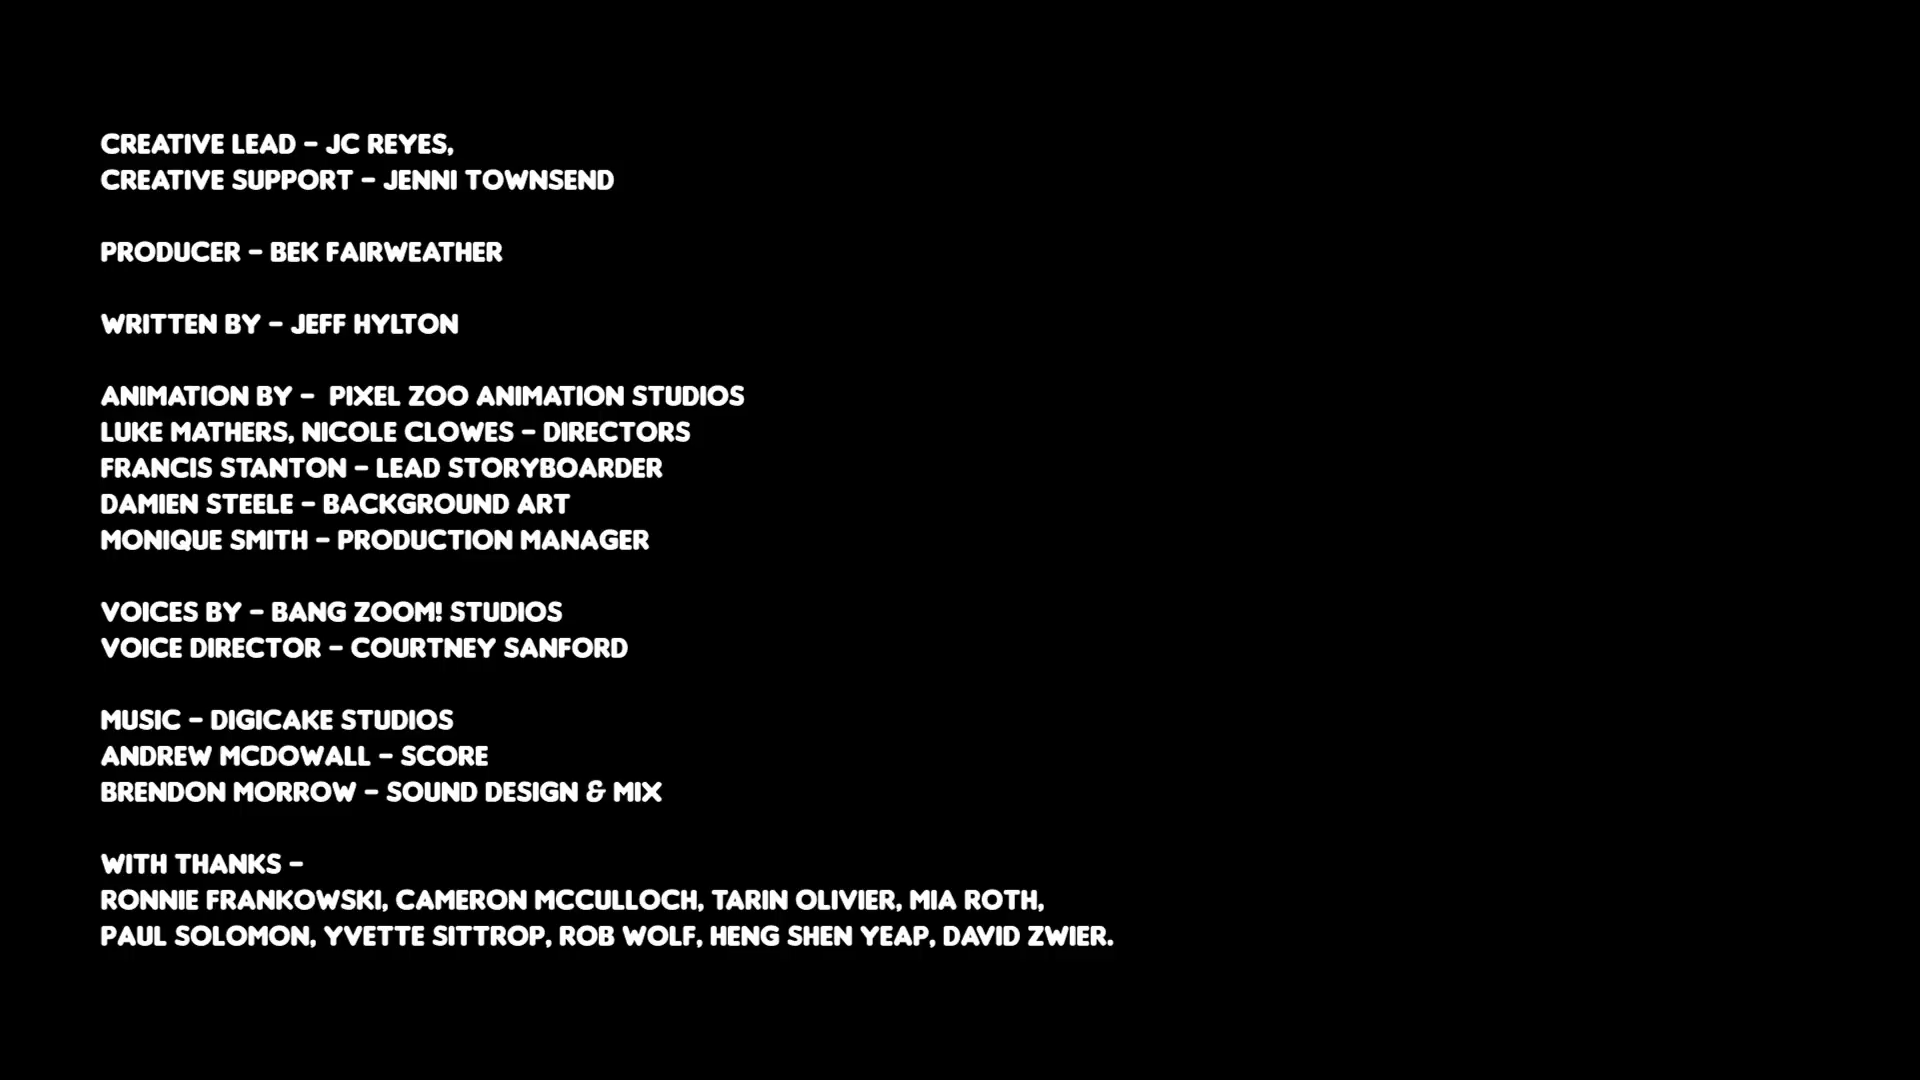 CREATIVE LEAD – JC REYES,
CREATIVE SUPPORT – JENNI TOWNSEND
PRODUCER – BEK FAIRWEATHER
WRITTEN BY – JEFF HYLTON
ANIMATION BY –  PIXEL ZOO ANIMATION STUDIOS
LUKE MATHERS, NICOLE CLOWES – DIRECTORS
FRANCIS STANTON – LEAD STORYBOARDER
DAMIEN STEELE – BACKGROUND ART
MONIQUE SMITH – PRODUCTION MANAGER
VOICES BY – BANG ZOOM! STUDIOS
VOICE DIRECTOR – COURTNEY SANFORD
MUSIC – DIGICAKE STUDIOS
ANDREW MCDOWALL – SCORE
BRENDON MORROW – SOUND DESIGN & MIX
WITH THANKS –
RONNIE FRANKOWSKI, CAMERON MCCULLOCH, TARIN OLIVIER, MIA ROTH,
PAUL SOLOMON, YVETTE SITTROP, ROB WOLF, HENG SHEN YEAP, DAVID ZWIER.